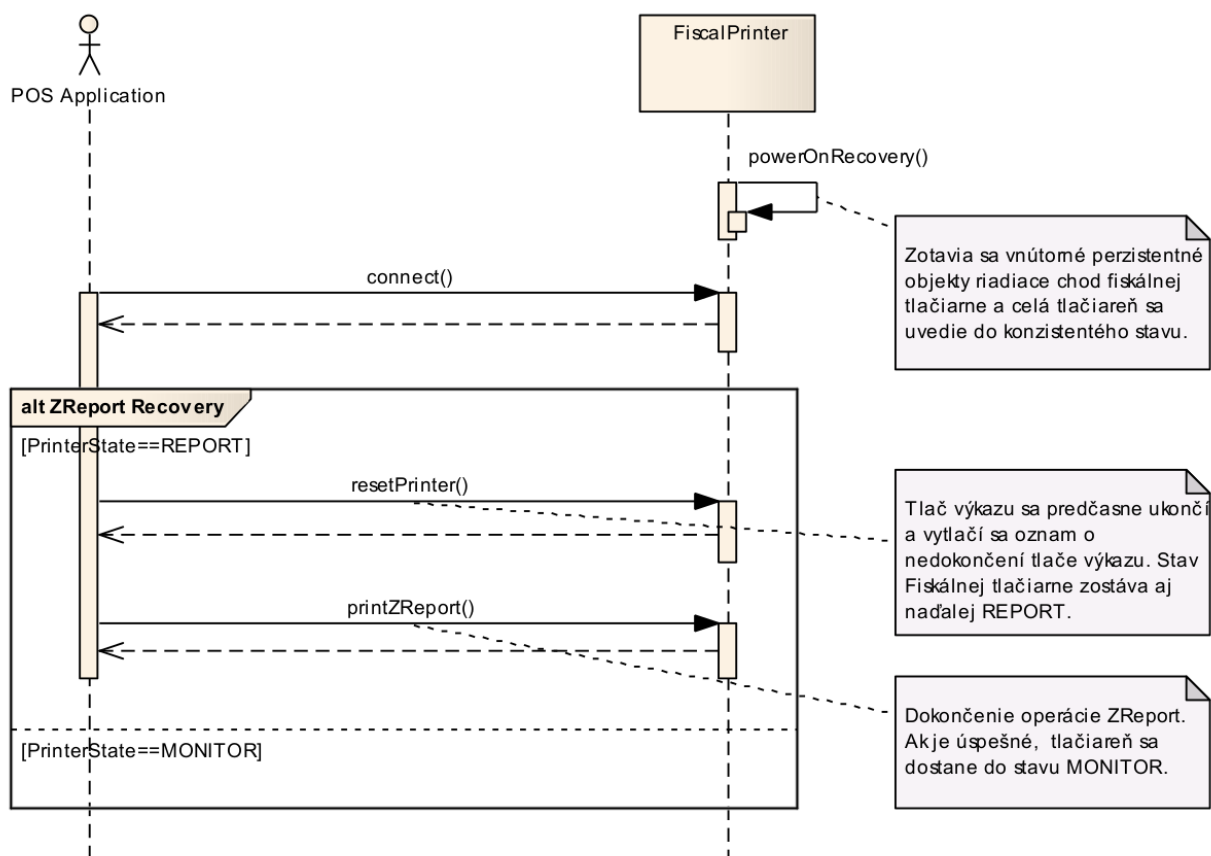 POS Application
FiscalPrinter
powerOnRecovery()
Zotavia sa vnútorné perzistentné
objekty riadiace chod fiskálnej
tlačiarne a celá tlačiareň sa
uvedie do konzistentého stavu.
connect()
alt ZReport Recovery
[PrinterState==REPORT]
resetPrinter()
Tlač výkazu sa predčasne ukončí
a vytlačí sa oznam o
nedokončení tlače výkazu. Stav
Fiskálnej tlačiarne zostáva aj
naďalej REPORT.
printZReport()
Dokončenie operácie ZReport.
Ak je úspešné, tlačiareň sa
dostane do stavu MONITOR.
[PrinterState==MONITOR]